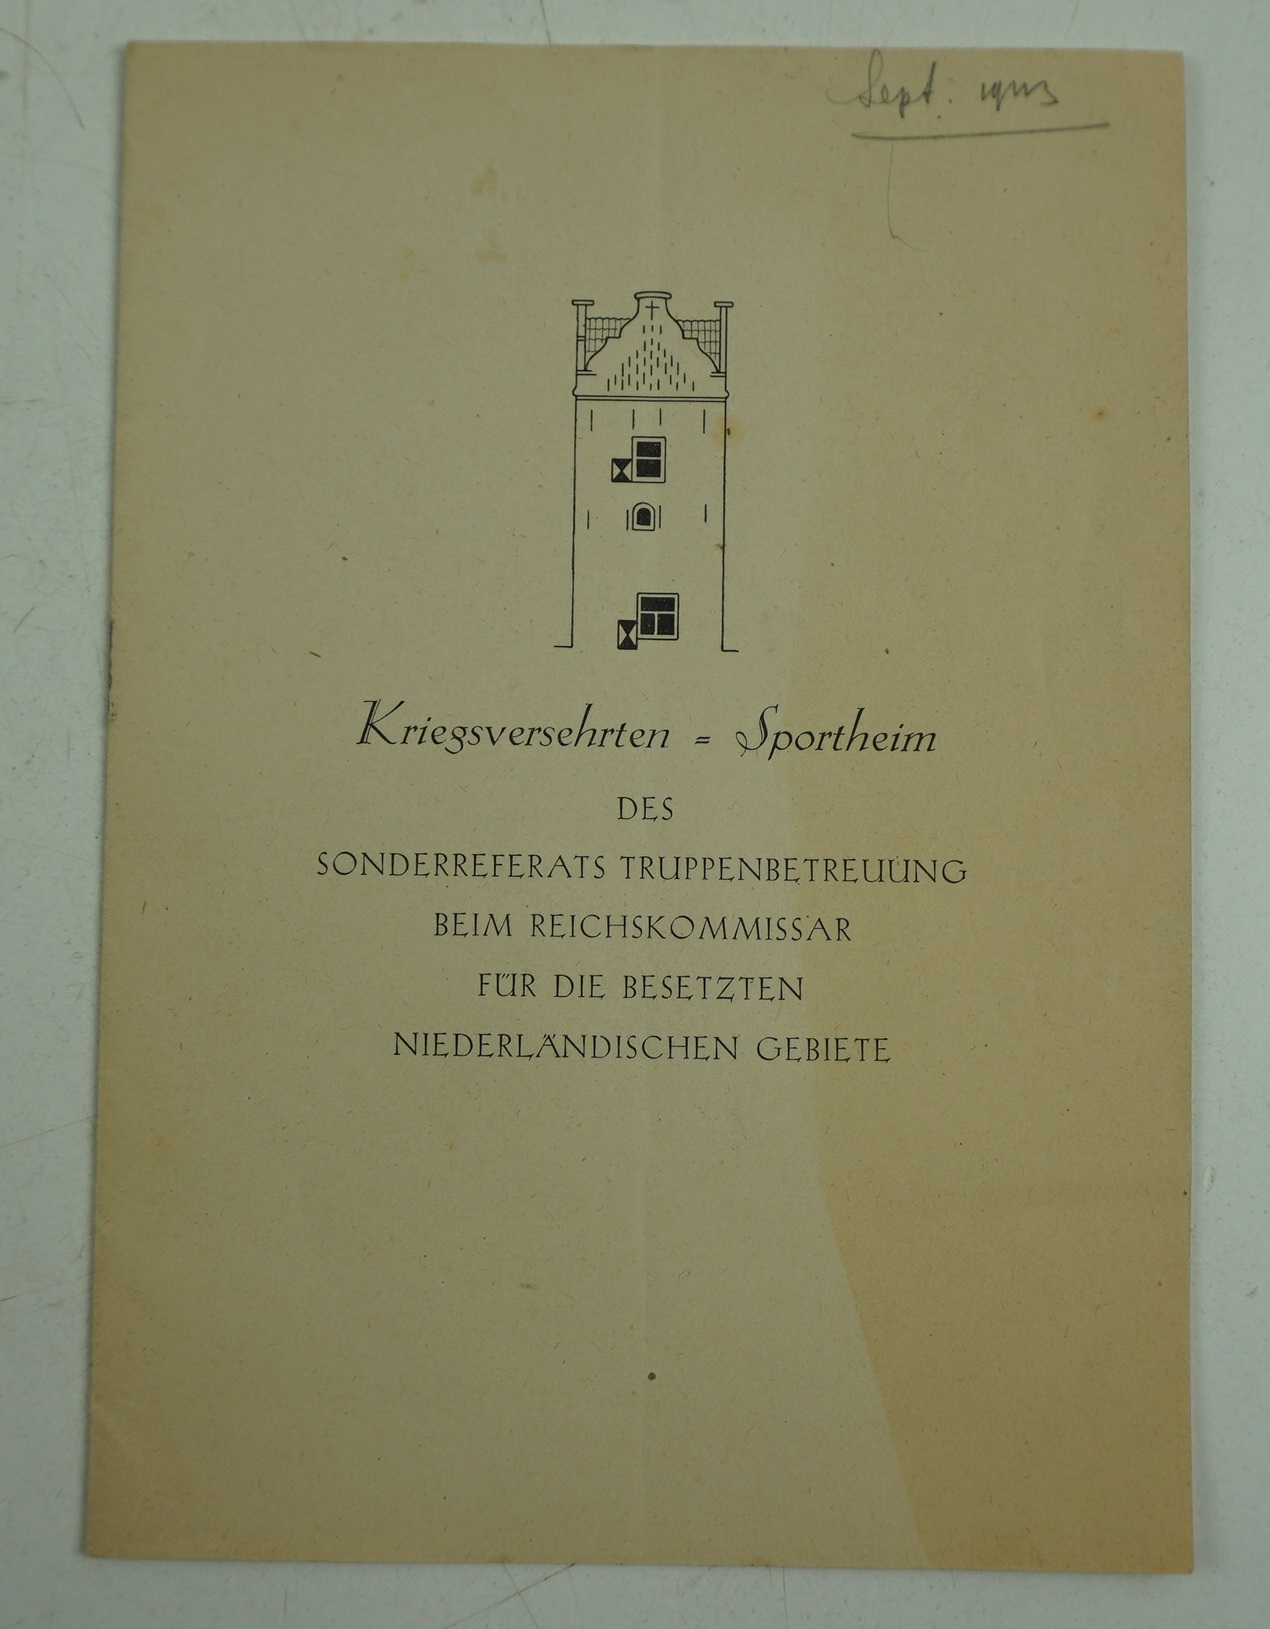 Sept. 1943
Kriegsversehrten = Sportheim
DES
SONDERREFERATS TRUPPENBETREUUNG
BEIM REICHSKOMMISSAR
FÜR DIE BESETZTEN
NIEDERLÄNDISCHEN GEBIETE